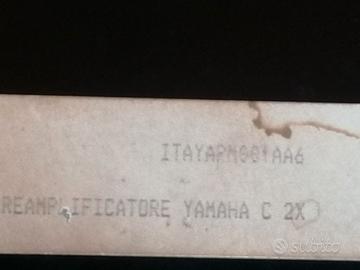 ITAYAPM001AA6
REAMPLIFICATORE YAMAHA C 2X
subito